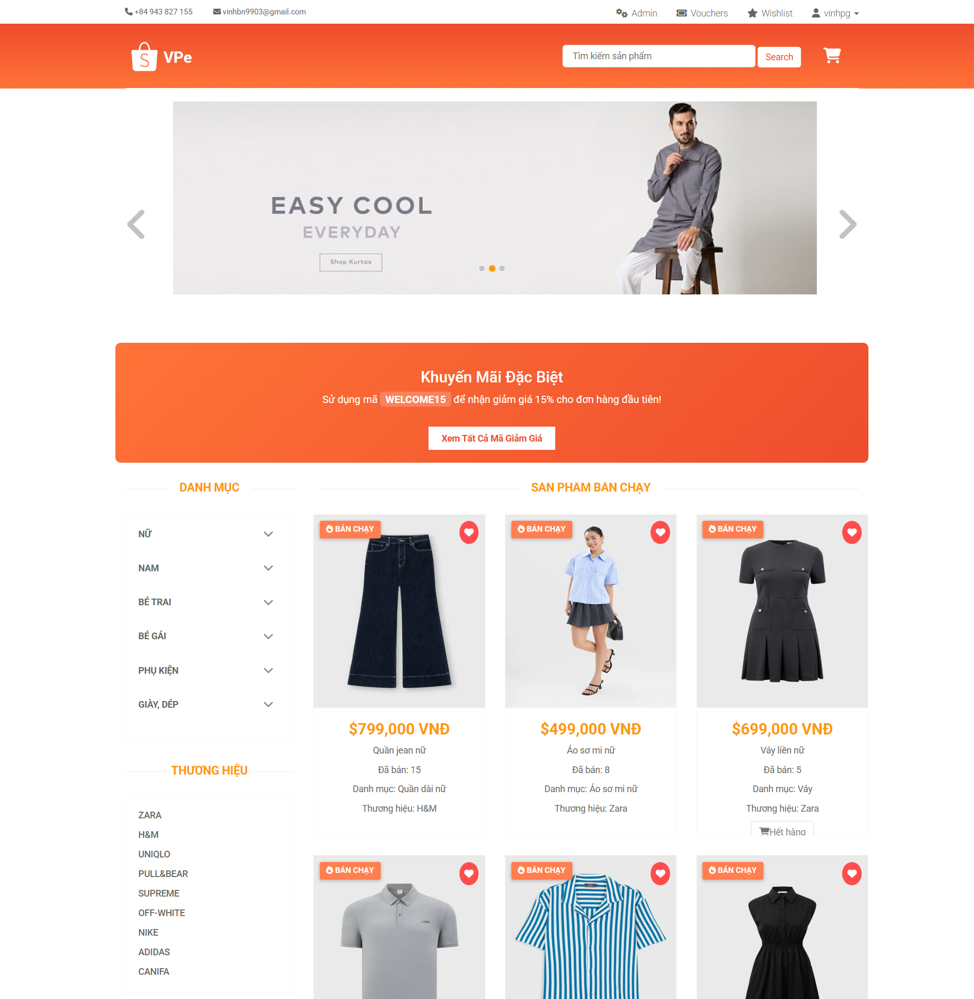 +84 943 827 155
vinhbn9903@gmail.com
Admin
Vouchers
Wishlist
vinhpg
S
VPe
Tìm kiếm sản phẩm
Search
EASY COOL
EVERYDAY
Shop Kurtas
Khuyến Mãi Đặc Biệt
Sử dụng mã WELCOME15 để nhận giảm giá 15% cho đơn hàng đầu tiên!
Xem Tất Cả Mã Giảm Giá
DANH MỤC
NỮ
NAM
BÉ TRAI
BÉ GÁI
PHỤ KIỆN
GIÀY, DÉP
THƯƠNG HIỆU
ZARA
H&M
UNIQLO
PULL&BEAR
SUPREME
OFF-WHITE
NIKE
ADIDAS
CANIFA
SẢN PHẨM BÁN CHẠY
BÁN CHẠY
$799,000 VNĐ
Quần jean nữ
Đã bán: 15
Danh mục: Quần dài nữ
Thương hiệu: H&M
BÁN CHẠY
$499,000 VNĐ
Áo sơ mi nữ
Đã bán: 8
Danh mục: Áo sơ mi nữ
Thương hiệu: Zara
BÁN CHẠY
$699,000 VNĐ
Váy liền nữ
Đã bán: 5
Danh mục: Váy
Thương hiệu: Zara
Hết hàng
BÁN CHẠY
BÁN CHẠY
BÁN CHẠY